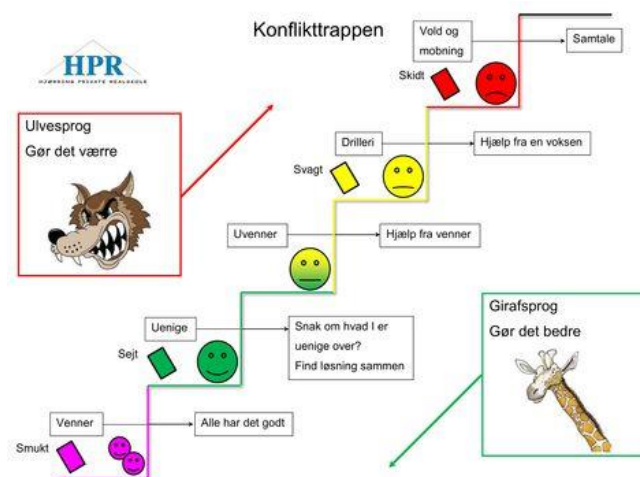 Konflikttrappen
HPR
HJØRRING PRIVATE REALSKOLE
Vold og
mobning
Samtale
Skidt
Ulvesprog
Gør det værre
Drilleri
Hjælp fra en voksen
Svagt
Uvenner
Hjælp fra venner
Uenige
Snak om hvad I er
uenige over?
Find løsning sammen
Sejt
Girafsprog
Gør det bedre
Venner
Alle har det godt
Smukt